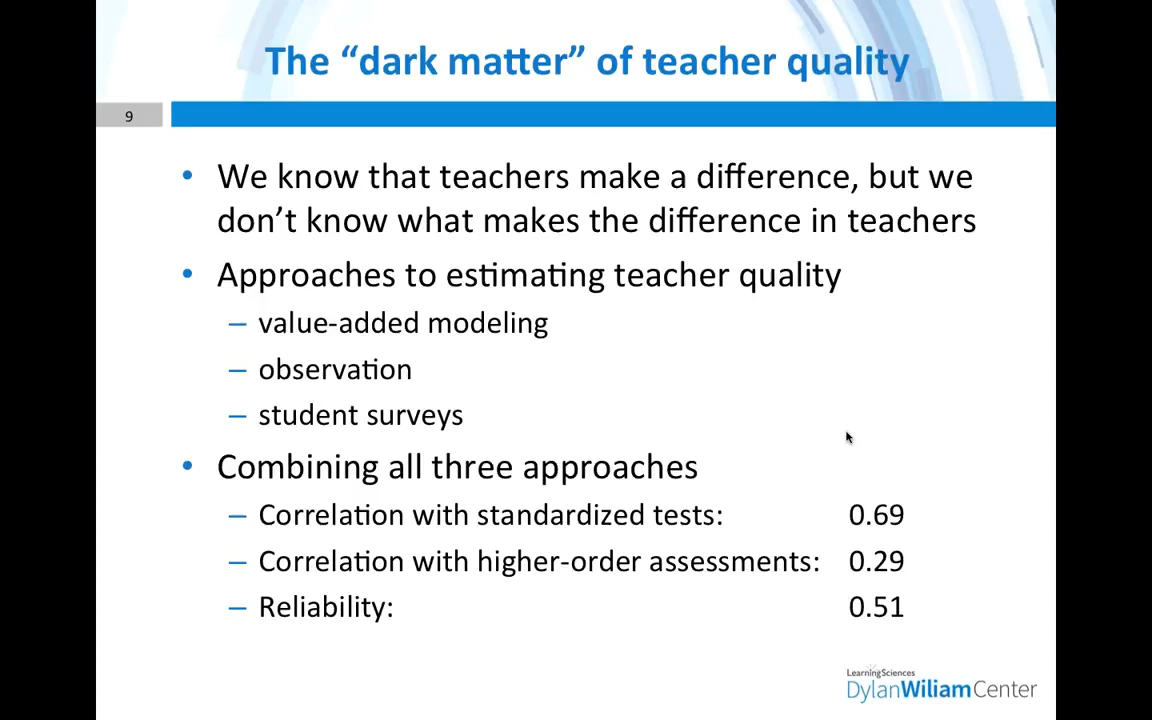 The “dark matter” of teacher quality
9
• We know that teachers make a difference, but we
don’t know what makes the difference in teachers
• Approaches to estimating teacher quality
– value-added modeling
– observation
– student surveys
• Combining all three approaches
– Correlation with standardized tests: 0.69
– Correlation with higher-order assessments: 0.29
– Reliability: 0.51
LearningSciences
DylanWiliamCenter